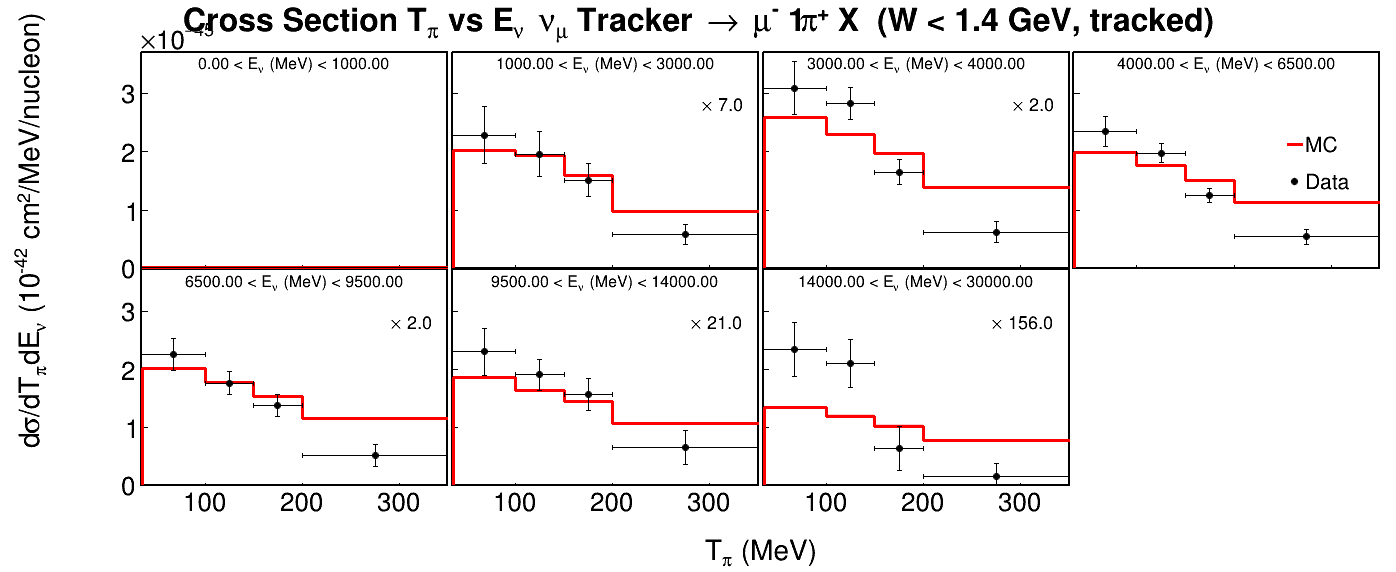 Cross Section Tπ vs Eν νμ Tracker → μ- 1π+ X (W < 1.4 GeV, tracked)
×10−45
0.00 < Eν (MeV) < 1000.00
1000.00 < Eν (MeV) < 3000.00
3000.00 < Eν (MeV) < 4000.00
4000.00 < Eν (MeV) < 6500.00
× 7.0
× 2.0
MC
Data
3
2
1
0
6500.00 < Eν (MeV) < 9500.00
9500.00 < Eν (MeV) < 14000.00
14000.00 < Eν (MeV) < 30000.00
× 2.0
× 21.0
× 156.0
3
2
1
0
100 200 300
100 200 300
100 200 300
Tπ (MeV)
dσ/dTπdEν (10-42 cm2/MeV/nucleon)